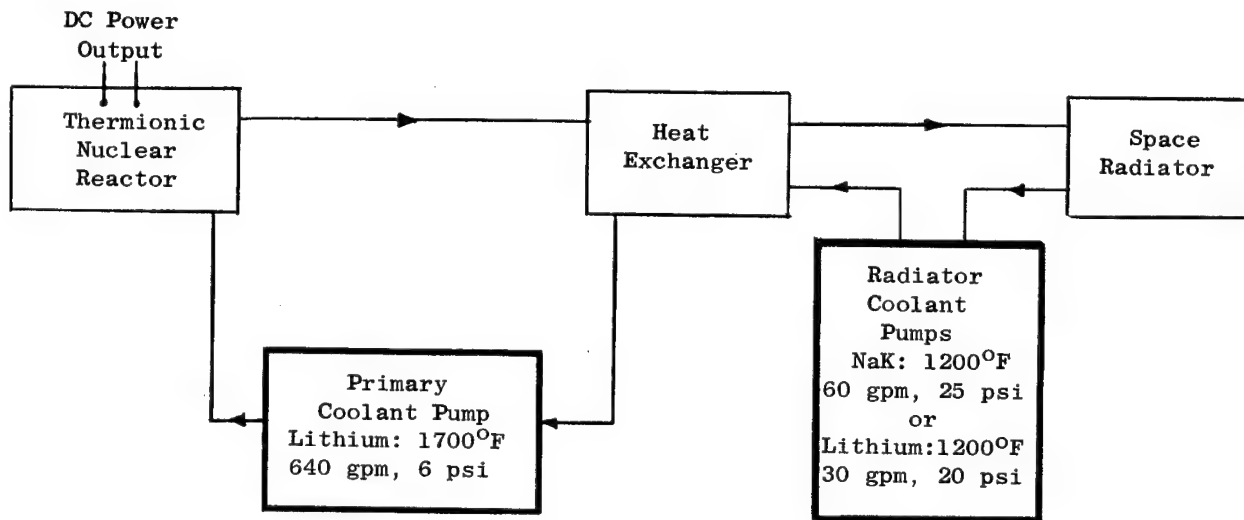 DC Power
Output
Thermionic
Nuclear
Reactor
Heat
Exchanger
Space
Radiator
Radiator
Coolant
Pumps
NaK: 1200°F
60 gpm, 25 psi
or
Lithium:1200°F
30 gpm, 20 psi
Primary
Coolant Pump
Lithium: 1700°F
640 gpm, 6 psi